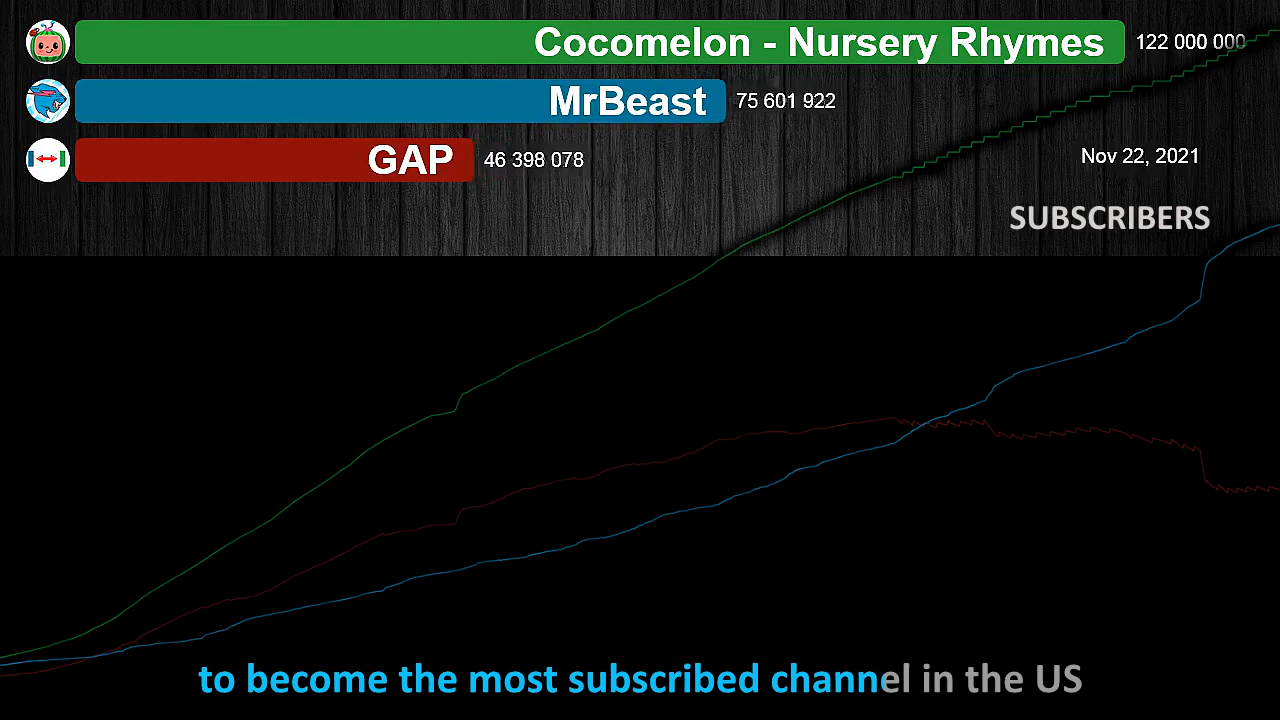 Cocomelon - Nursery Rhymes 122 000 000
MrBeast 75 601 922
GAP 46 398 078
Nov 22, 2021
SUBSCRIBERS
to become the most subscribed channel in the US